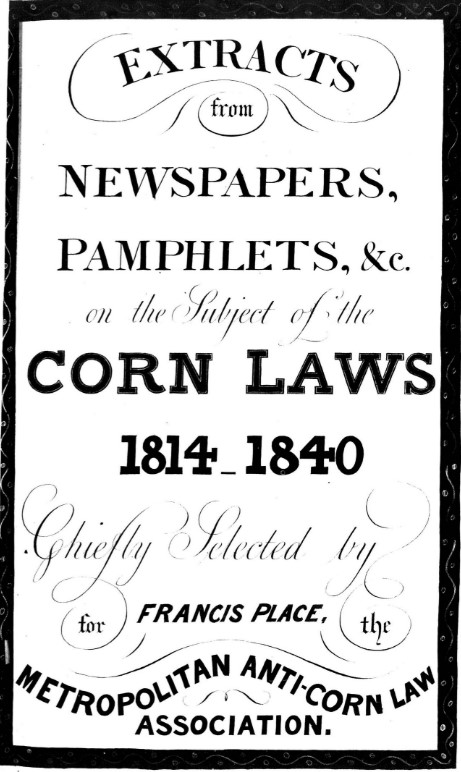 EXTRACTS
from
NEWSPAPERS,
PAMPHLETS, &c.
on the Subject of the
CORN LAWS
1814_1840
Chiefly Selected by
for FRANCIS PLACE, the
METROPOLITAN ANTI-CORN LAW
ASSOCIATION.